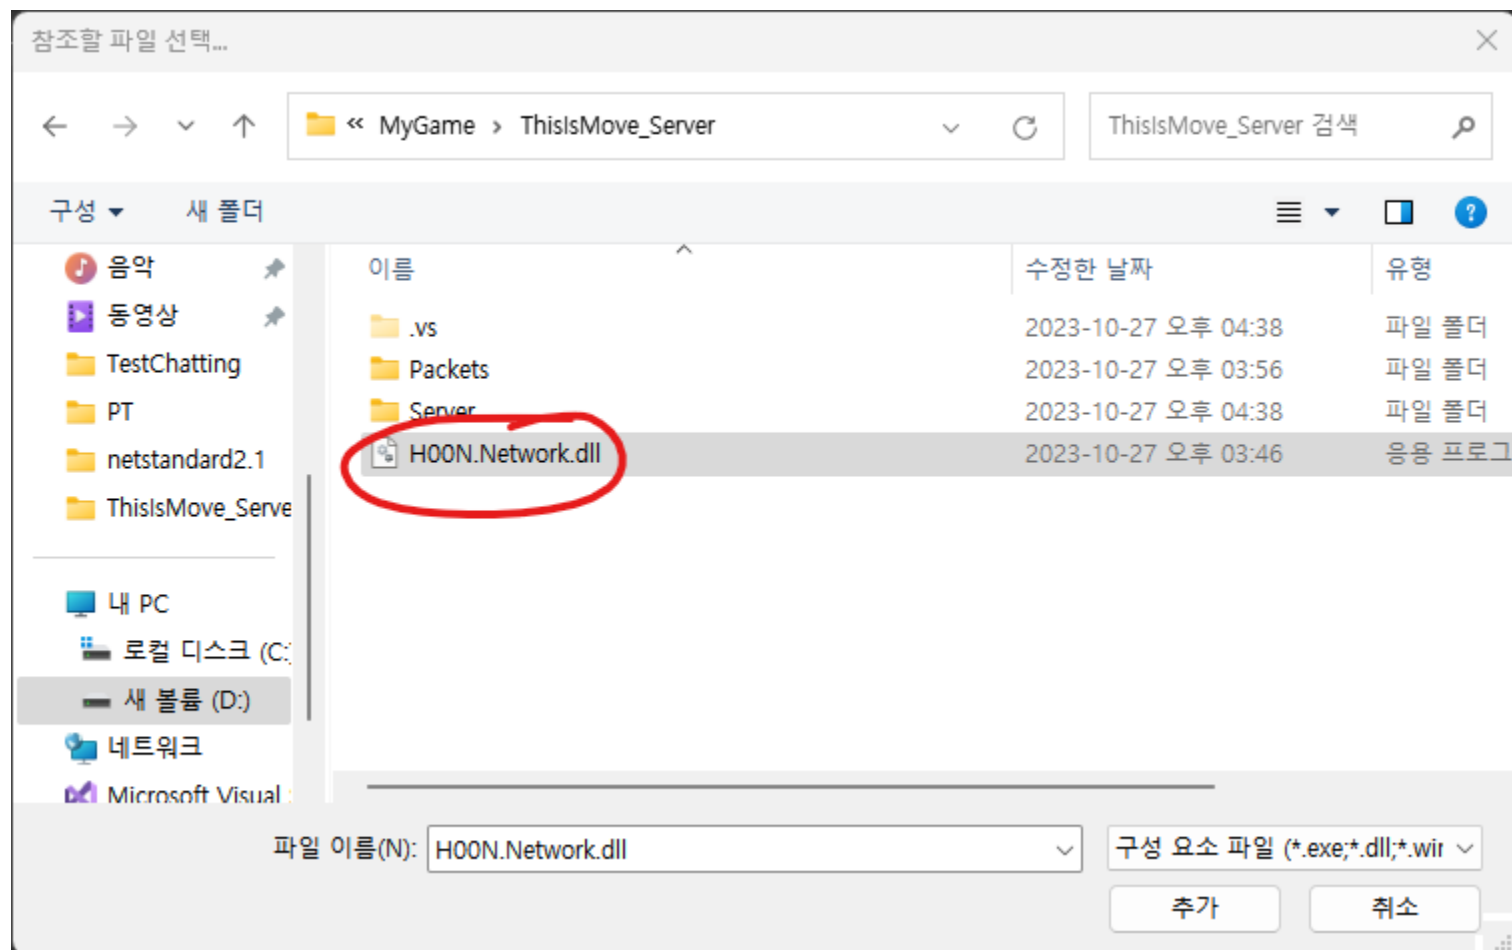 참조할 파일 선택...
« MyGame > ThisIsMove_Server
ThisIsMove_Server 검색
구성
새 폴더
음악
동영상
TestChatting
PT
netstandard2.1
ThisIsMove_Serve
내 PC
로컬 디스크 (C:)
새 볼륨 (D:)
네트워크
Microsoft Visual
이름 수정한 날짜 유형
.vs 2023-10-27 오후 04:38 파일 폴더
Packets 2023-10-27 오후 03:56 파일 폴더
Server 2023-10-27 오후 04:38 파일 폴더
H00N.Network.dll 2023-10-27 오후 03:46 응용 프로그
파일 이름(N): H00N.Network.dll
구성 요소 파일 (*.exe;*.dll;*.wir
추가 취소